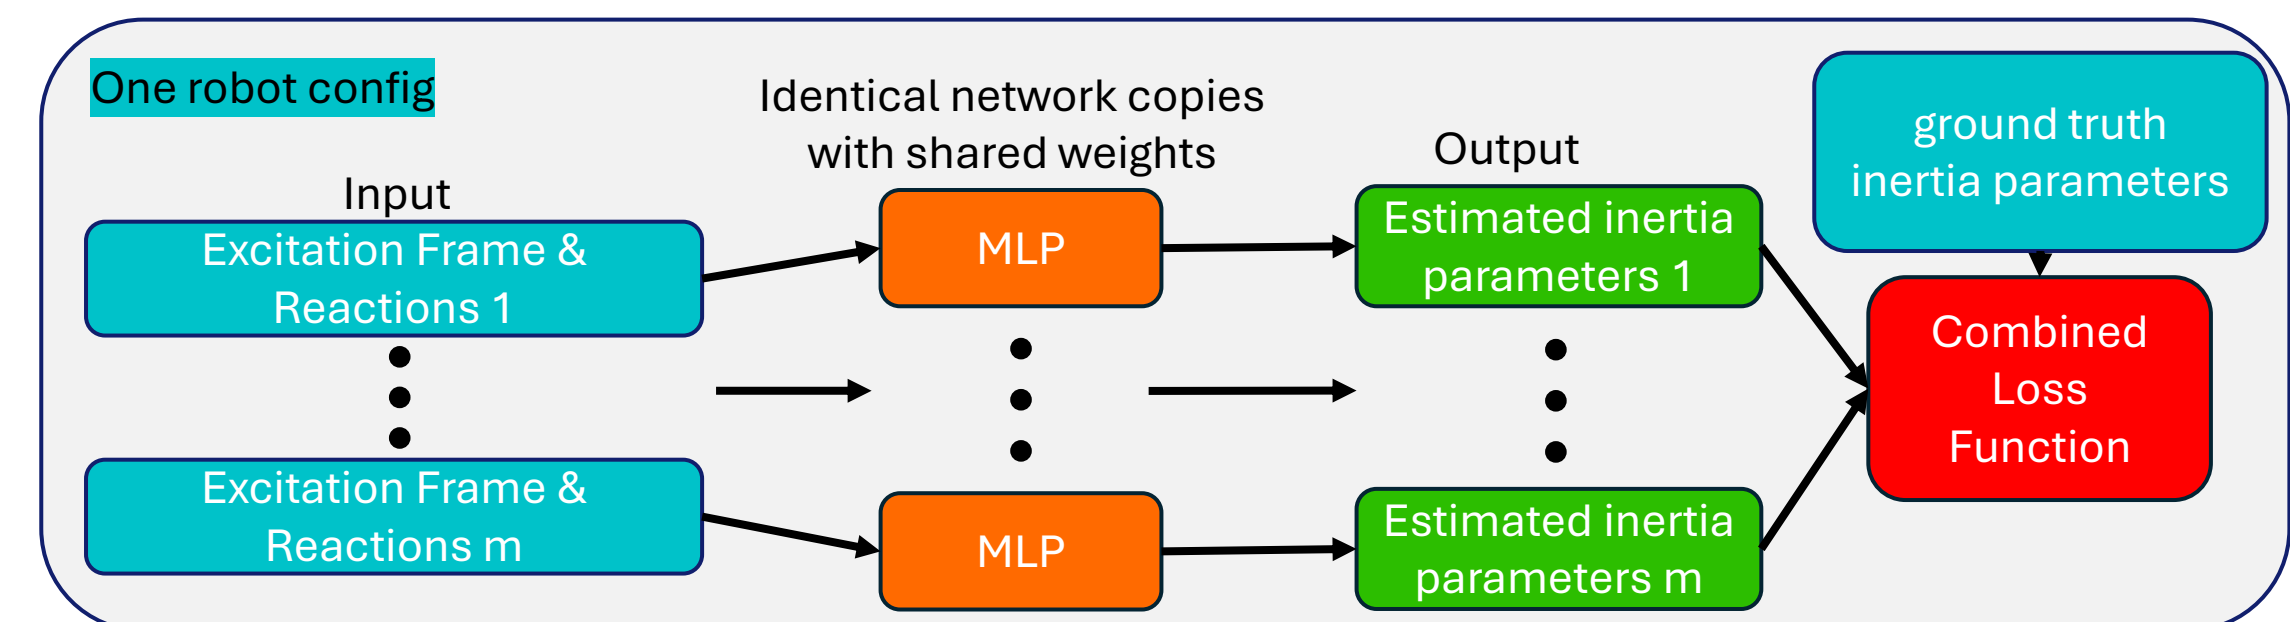 One robot config
Identical network copies
with shared weights
Input
Output
ground truth
inertia parameters
Excitation Frame &
Reactions 1
MLP
Estimated inertia
parameters 1
Combined
Loss
Function
Excitation Frame &
Reactions m
MLP
Estimated inertia
parameters m